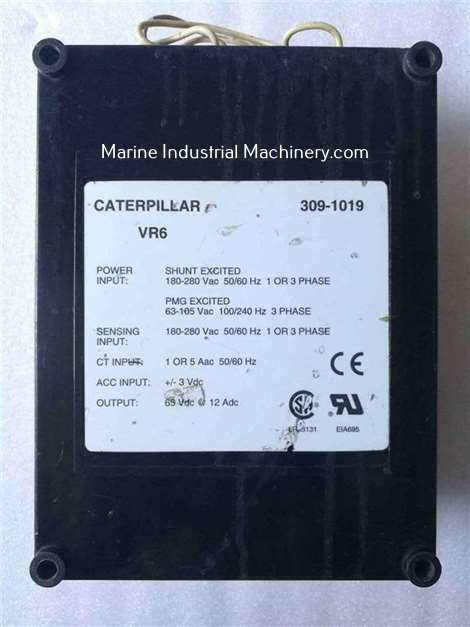 Marine Industrial Machinery.com
CATERPILLAR 309-1019
VR6
POWER INPUT: SHUNT EXCITED
180-280 Vac 50/60 Hz 1 OR 3 PHASE
PMG EXCITED
63-105 Vac 100/240 Hz 3 PHASE
SENSING INPUT: 180-280 Vac 50/60 Hz 1 OR 3 PHASE
CT INPUT: 1 OR 5 Aac 50/60 Hz
CE
ACC INPUT: +/- 3 Vdc
OUTPUT: 65 Vdc @ 12 Adc
EIA695